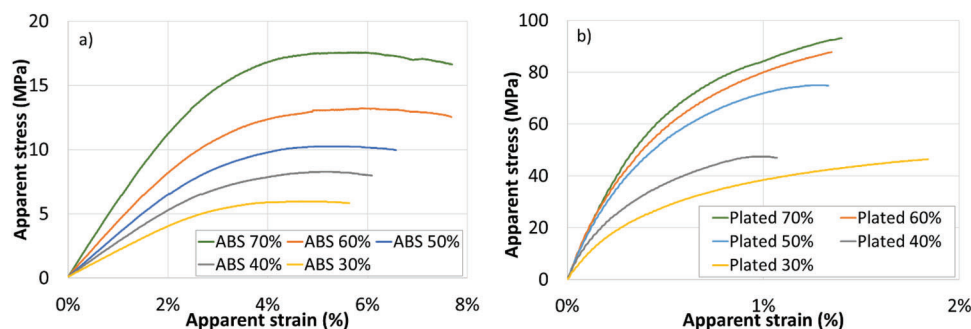 a)
Apparent stress (MPa)
20
15
10
5
0
0% 2% 4% 6% 8%
Apparent strain (%)
ABS 70% ABS 60% ABS 50%
ABS 40% ABS 30%
b)
Apparent stress (MPa)
100
80
60
40
20
0
0% 1% 2%
Apparent strain (%)
Plated 70% Plated 60%
Plated 50% Plated 40%
Plated 30%